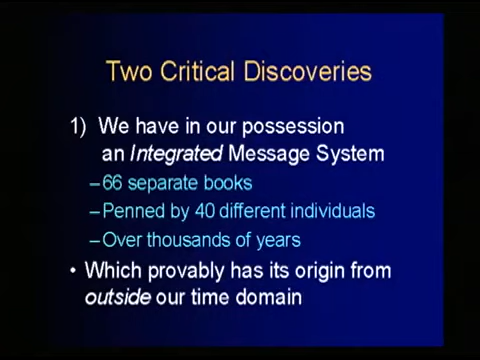 Two Critical Discoveries
1) We have in our possession
an Integrated Message System
–66 separate books
–Penned by 40 different individuals
–Over thousands of years
• Which provably has its origin from
outside our time domain